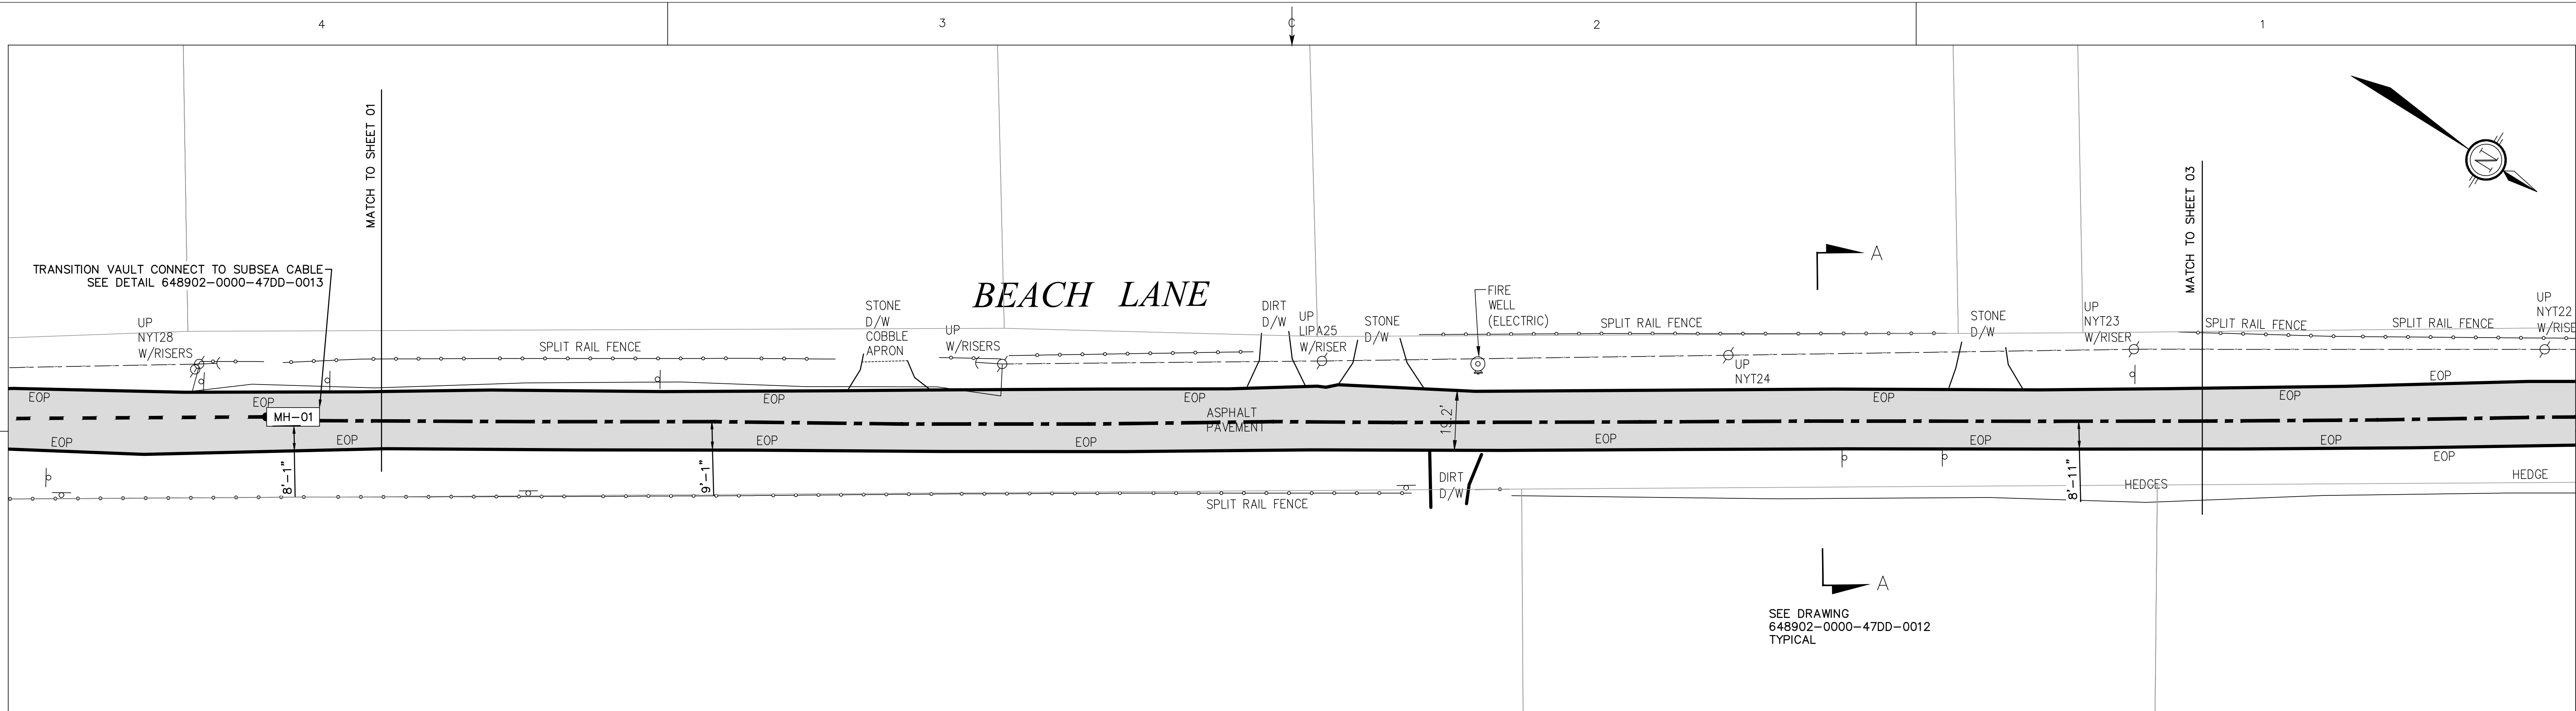 4
3
C
2
1
MATCH TO SHEET 01
MATCH TO SHEET 03
N
TRANSITION VAULT CONNECT TO SUBSEA CABLE
SEE DETAIL 648902-0000-47DD-0013
BEACH LANE
A
UP
NYT28
W/RISERS
SPLIT RAIL FENCE
STONE
D/W
COBBLE
APRON
UP
W/RISERS
DIRT
D/W
UP
LIPA25
W/RISER
STONE
D/W
FIRE
WELL
(ELECTRIC)
SPLIT RAIL FENCE
UP
NYT24
STONE
D/W
UP
NYT23
W/RISER
SPLIT RAIL FENCE
SPLIT RAIL FENCE
UP
NYT22
W/RISE
EOP
EOP
EOP
EOP
EOP
EOP
EOP
MH-01
ASPHALT
PAVEMENT
19.2'
EOP
EOP
EOP
EOP
EOP
EOP
EOP
EOP
8'-1"
9'-1"
8'-11"
DIRT
D/W
SPLIT RAIL FENCE
HEDGES
HEDGE
A
SEE DRAWING
648902-0000-47DD-0012
TYPICAL